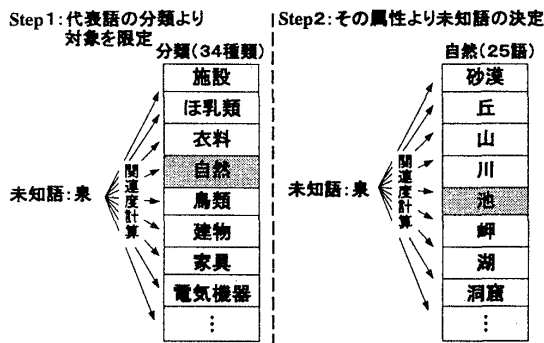 Step1:代表語の分類より
対象を限定
分類(34種類)
施設
ほ乳類
衣料
自然
鳥類
建物
家具
電気機器
⋮
未知語:泉
関連度計算
Step2:その属性より未知語の決定
自然(25語)
砂漠
丘
山
川
池
岬
湖
洞窟
⋮
未知語:泉
関連度計算